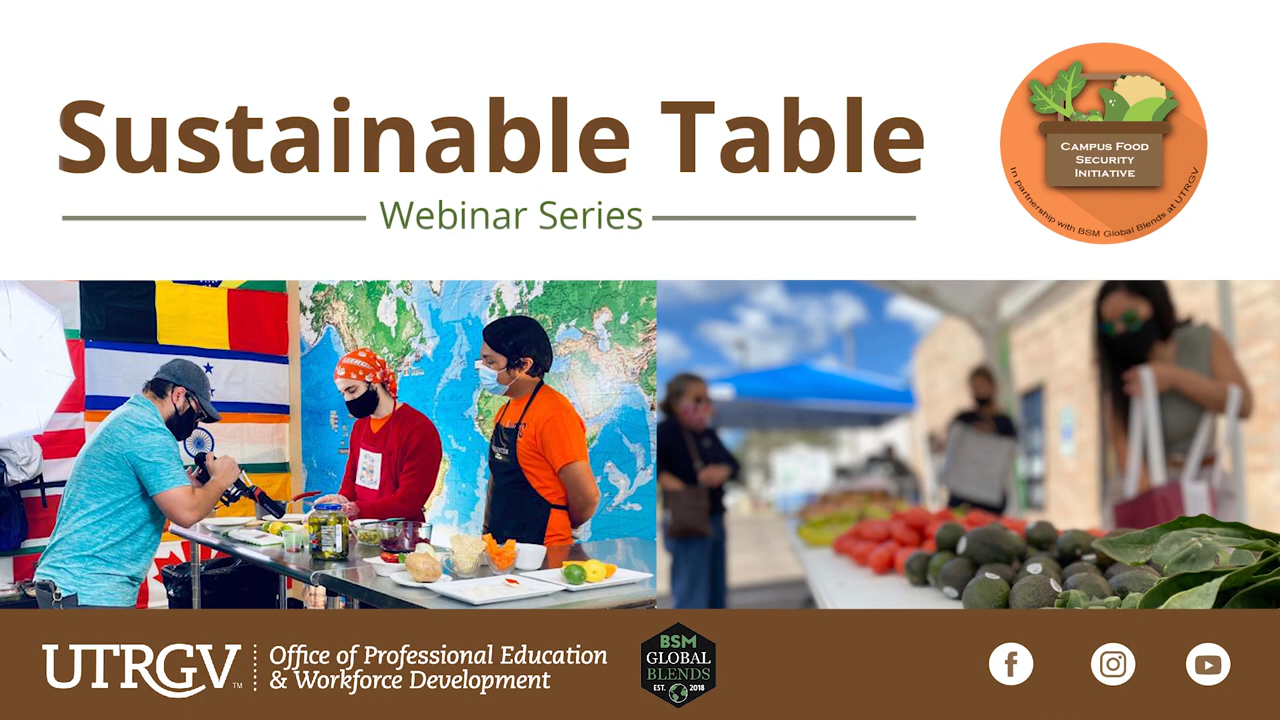 Sustainable Table
Webinar Series
CAMPUS FOOD
SECURITY
INITIATIVE
In partnership with BSM Global Blends at UTRGV
UTRGV™
Office of Professional Education
& Workforce Development
BSM
GLOBAL
BLENDS
EST. 2018